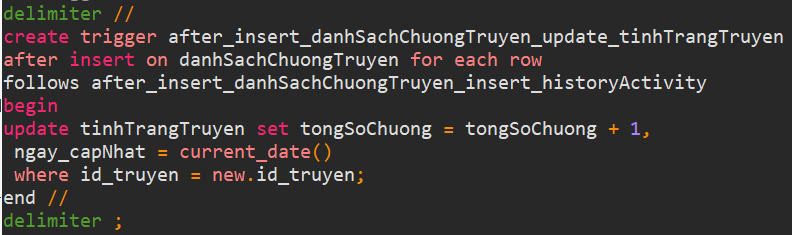 delimiter //
create trigger after_insert_danhSachChuongTruyen_update_tinhTrangTruyen
after insert on danhSachChuongTruyen for each row
follows after_insert_danhSachChuongTruyen_insert_historyActivity
begin
update tinhTrangTruyen set tongSoChuong = tongSoChuong + 1,
 ngay_capNhat = current_date()
 where id_truyen = new.id_truyen;
end //
delimiter ;